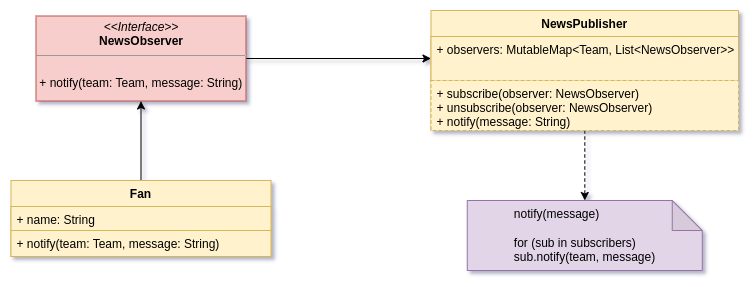 <<Interface>>
NewsObserver
+ notify(team: Team, message: String)
NewsPublisher
+ observers: MutableMap<Team, List<NewsObserver>>
+ subscribe(observer: NewsObserver)
+ unsubscribe(observer: NewsObserver)
+ notify(message: String)
Fan
+ name: String
+ notify(team: Team, message: String)
notify(message)
for (sub in subscribers)
sub.notify(team, message)